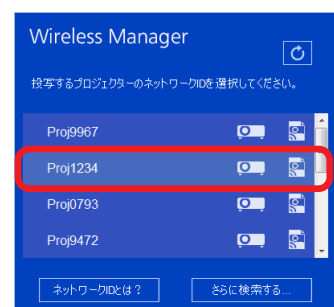 Wireless Manager
投写するプロジェクターのネットワークIDを選択してください。
Proj9967
Proj1234
Proj0793
Proj9472
ネットワークIDとは？
さらに検索する...